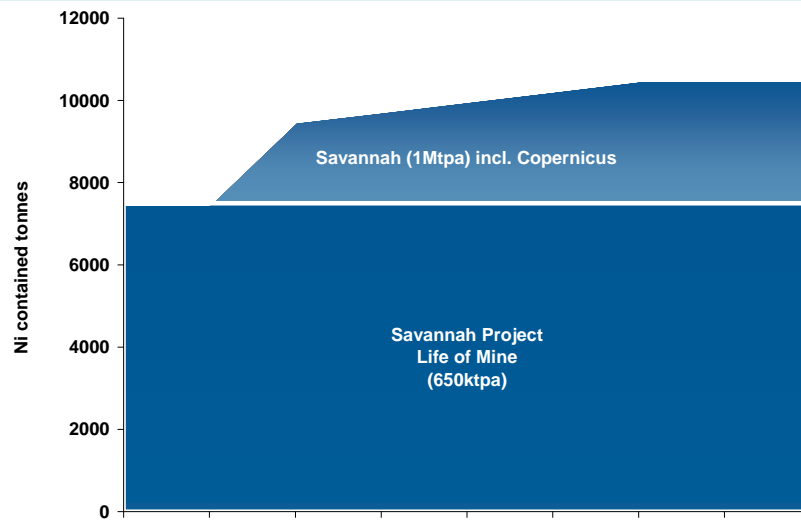 12000
10000
8000
6000
4000
2000
0
Ni contained tonnes
Savannah (1Mtpa) incl. Copernicus
Savannah Project
Life of Mine
(650ktpa)